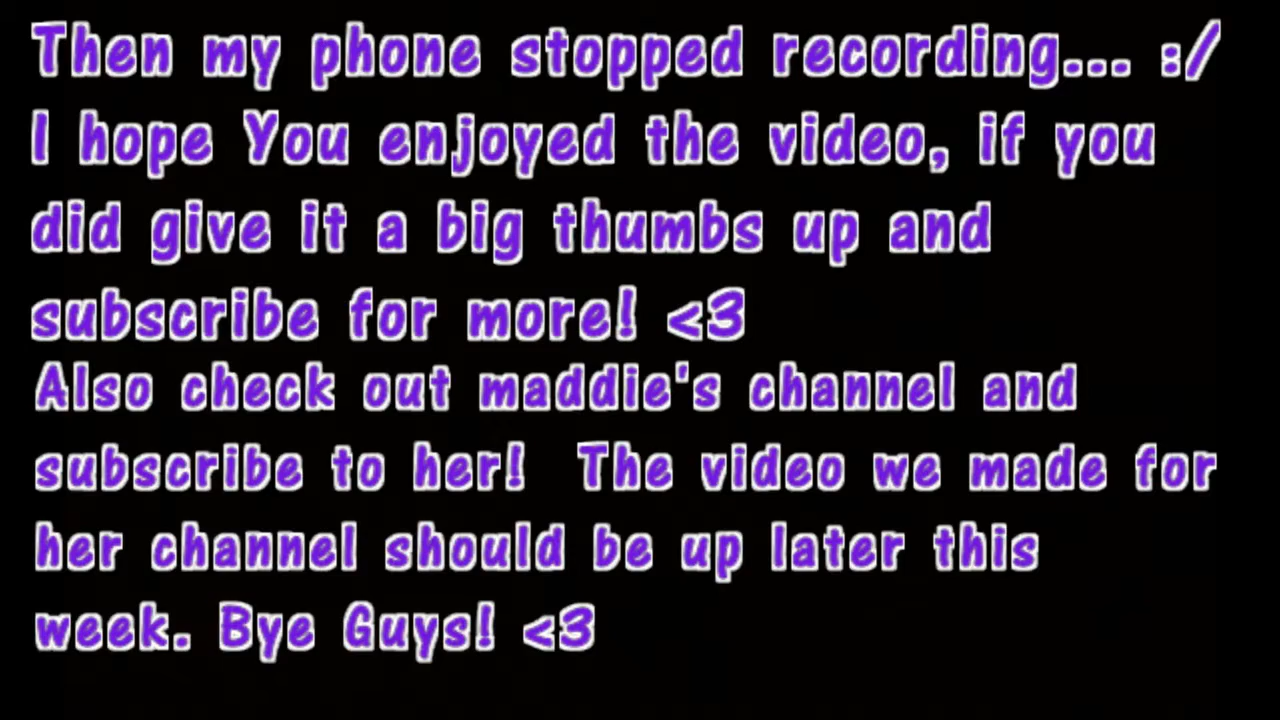 Then my phone stopped recording... :/
I hope You enjoyed the video, if you
did give it a big thumbs up and
subscribe for more! <3
Also check out maddie's channel and
subscribe to her!  The video we made for
her channel should be up later this
week. Bye Guys! <3